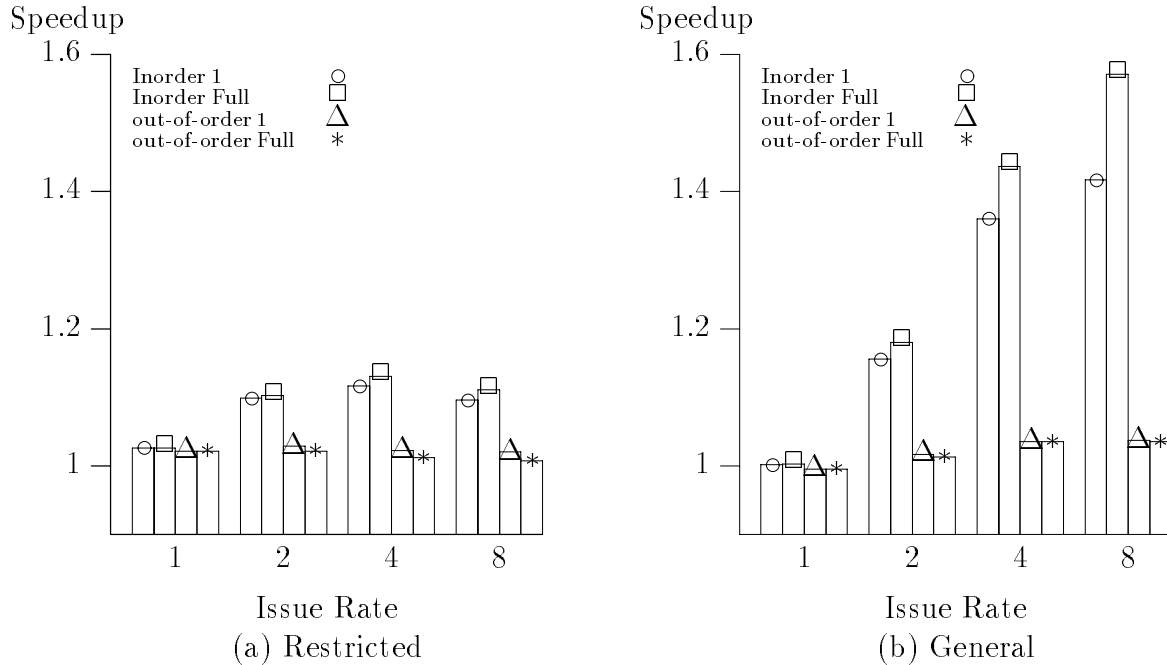 Speedup
1.6
1.4
1.2
1
Inorder 1
Inorder Full
out-of-order 1
out-of-order Full
1 2 4 8
Issue Rate
(a) Restricted
Speedup
1.6
1.4
1.2
1
Inorder 1
Inorder Full
out-of-order 1
out-of-order Full
1 2 4 8
Issue Rate
(b) General